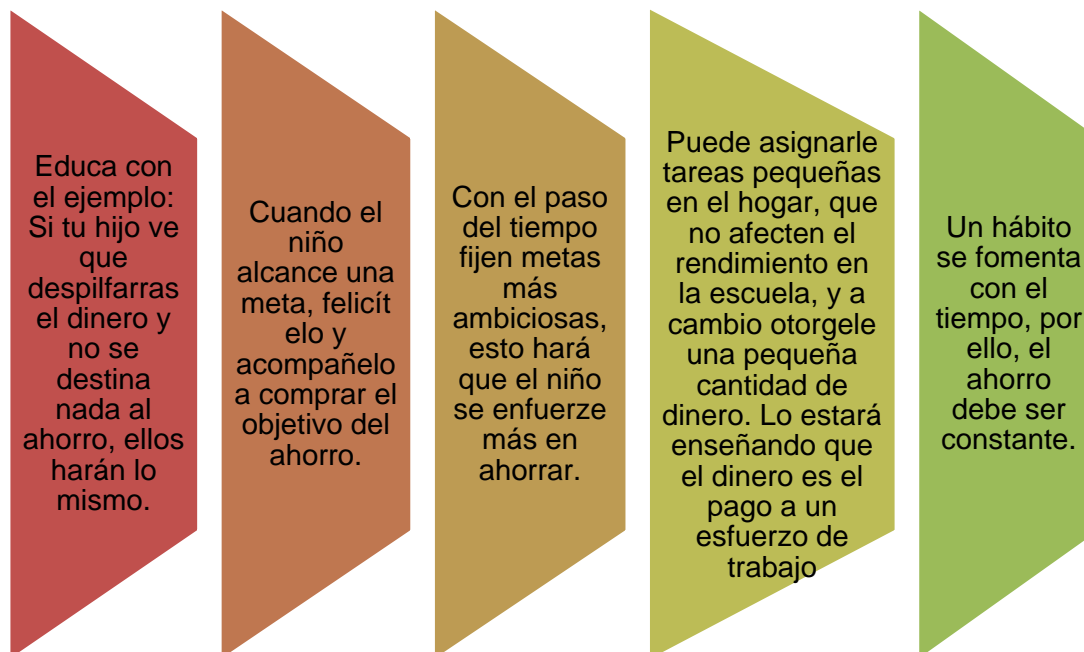 Educa con
el ejemplo:
Si tu hijo ve
que
despilfarras
el dinero y
no se
destina
nada al
ahorro, ellos
harán lo
mismo.
Cuando el
niño
alcance una
meta, felicít
elo y
acompañelo
a comprar el
objetivo del
ahorro.
Con el paso
del tiempo
fijen metas
más
ambiciosas,
esto hará
que el niño
se enfuerze
más en
ahorrar.
Puede asignarle
tareas pequeñas
en el hogar, que
no afecten el
rendimiento en
la escuela, y a
cambio otorgele
una pequeña
cantidad de
dinero. Lo estará
enseñando que
el dinero es el
pago a un
esfuerzo de
trabajo
Un hábito
se fomenta
con el
tiempo, por
ello, el
ahorro
debe ser
constante.